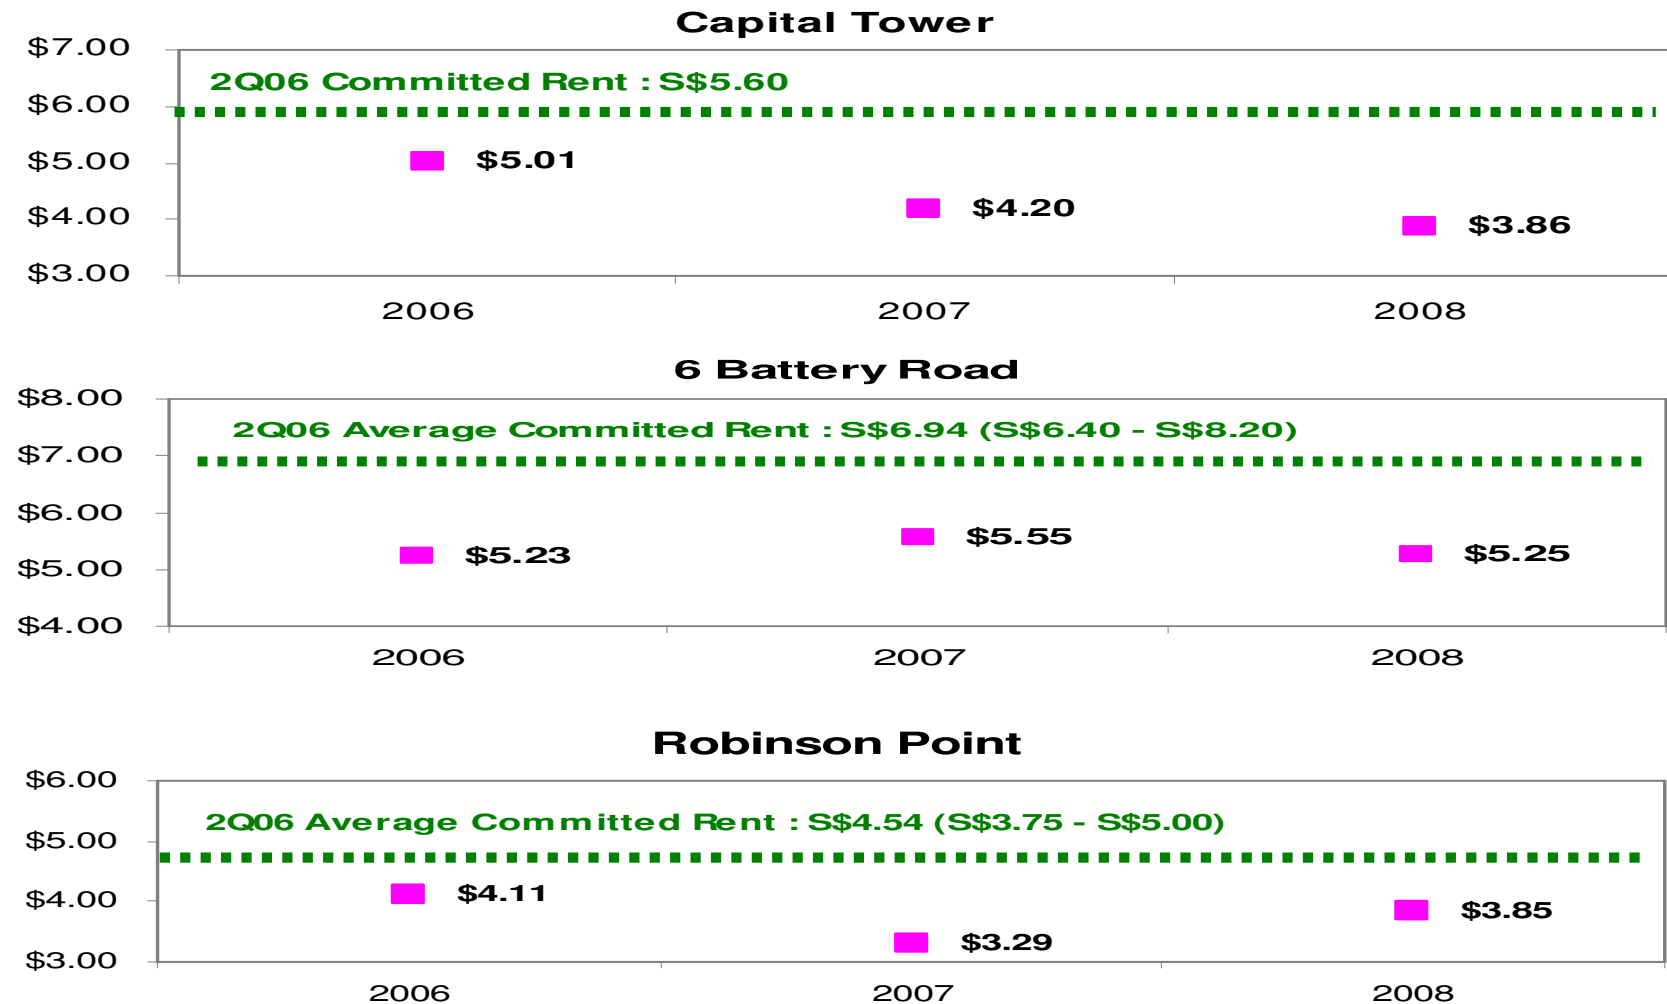 Capital Tower
$7.00
2Q06 Committed Rent : S$5.60
$6.00
$5.00
$5.01
$4.00
$4.20
$3.86
$3.00
2006 2007 2008
6 Battery Road
$8.00
2Q06 Average Committed Rent : S$6.94 (S$6.40 - S$8.20)
$7.00
$6.00
$5.55
$5.23
$5.25
$5.00
$4.00
2006 2007 2008
Robinson Point
$6.00
2Q06 Average Committed Rent : S$4.54 (S$3.75 - S$5.00)
$5.00
$4.11
$4.00
$3.85
$3.29
$3.00
2006 2007 2008